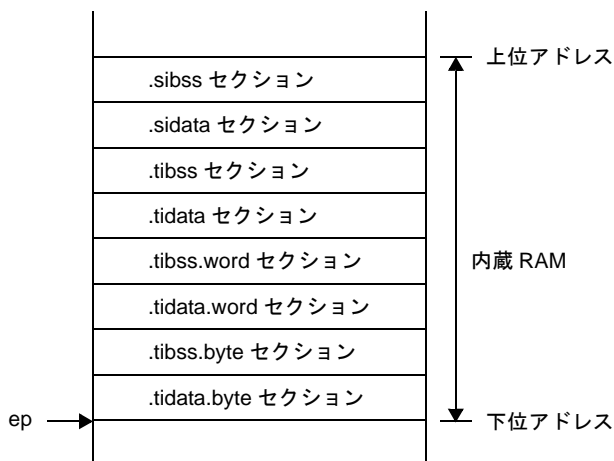 上位アドレス
.sibss セクション
.sidata セクション
.tibss セクション
.tidata セクション
.tibss.word セクション
内蔵 RAM
.tidata.word セクション
.tibss.byte セクション
.tidata.byte セクション
ep
下位アドレス